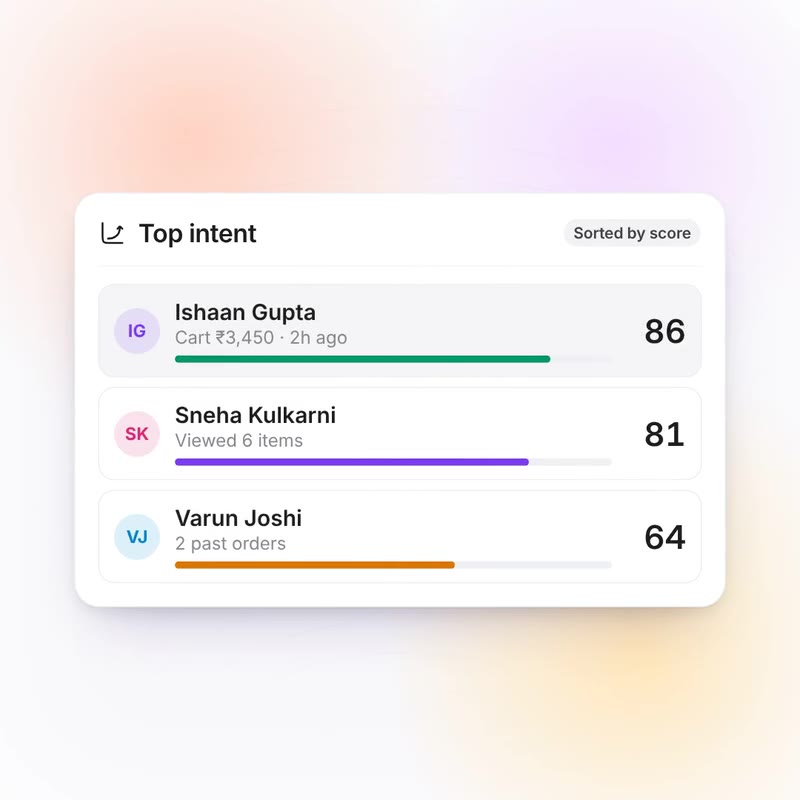 Top intent
Sorted by score
IG
Ishaan Gupta
Cart ₹3,450 · 2h ago
86
SK
Sneha Kulkarni
Viewed 6 items
81
VJ
Varun Joshi
2 past orders
64